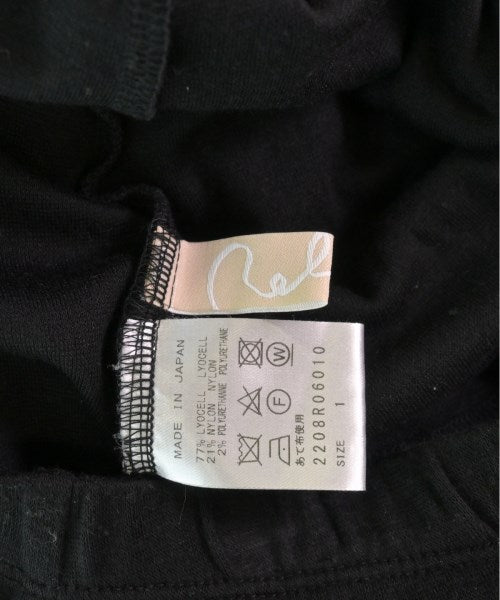 Rel
MADE IN JAPAN
77% LYOCELL LYOCELL
21% NYLON NYLON
2% POLYURETHANE POLYURETHANE
W
F
あて布使用
2208R06010
SIZE 1